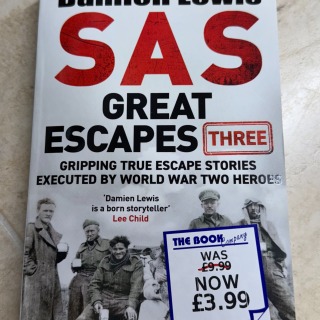 Damien Lewis
SAS
GREAT
ESCAPES THREE
GRIPPING TRUE ESCAPE STORIES
EXECUTED BY WORLD WAR TWO HEROES
'Damien Lewis
is a born storyteller'
Lee Child
THE BOOK Company
WAS
£9.99
NOW
£3.99